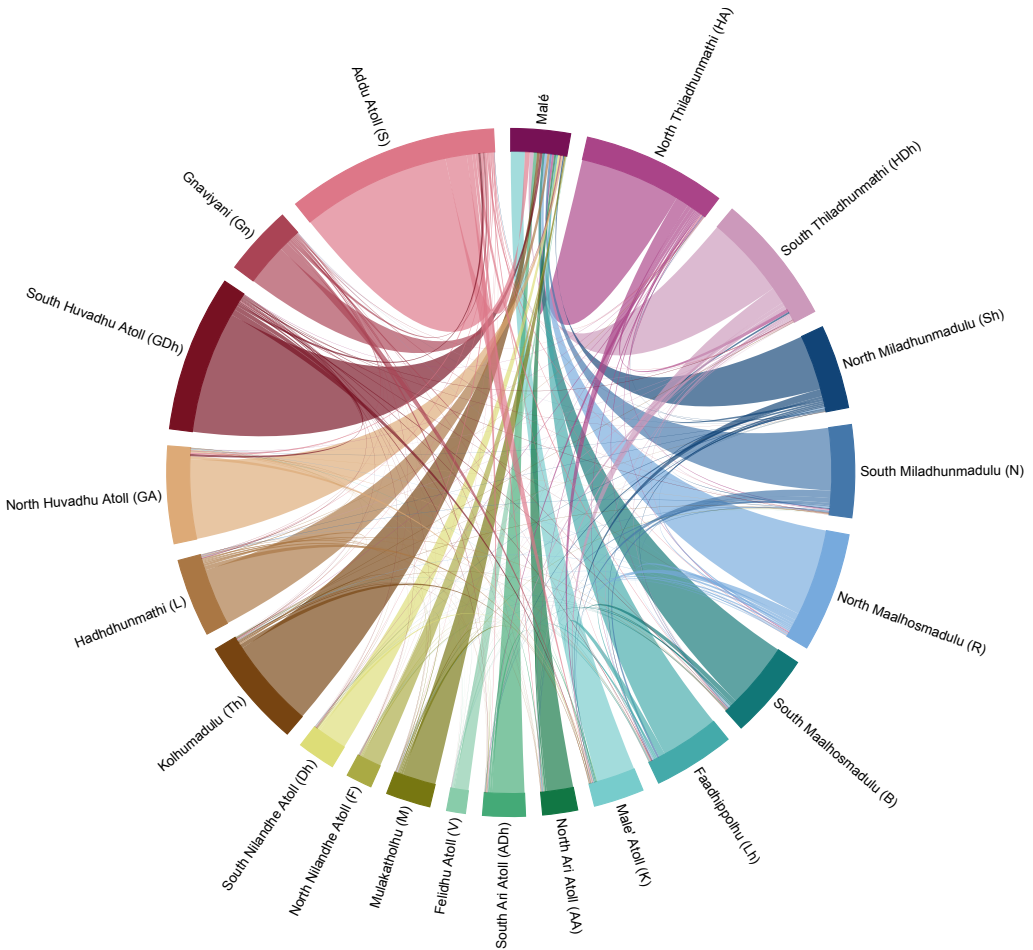 Malé
North Thiladhunmathi (HA)
South Thiladhunmathi (HDh)
North Miladhunmadulu (Sh)
South Miladhunmadulu (N)
North Maalhosmadulu (R)
South Maalhosmadulu (B)
Faadhippolhu (Lh)
Male' Atoll (K)
North Ari Atoll (AA)
South Ari Atoll (ADh)
Felidhu Atoll (V)
Mulakatholhu (M)
North Nilandhe Atoll (F)
South Nilandhe Atoll (Dh)
Kolhumadulu (Th)
Hadhdhunmathi (L)
North Huvadhu Atoll (GA)
South Huvadhu Atoll (GDh)
Gnaviyani (Gn)
Addu Atoll (S)